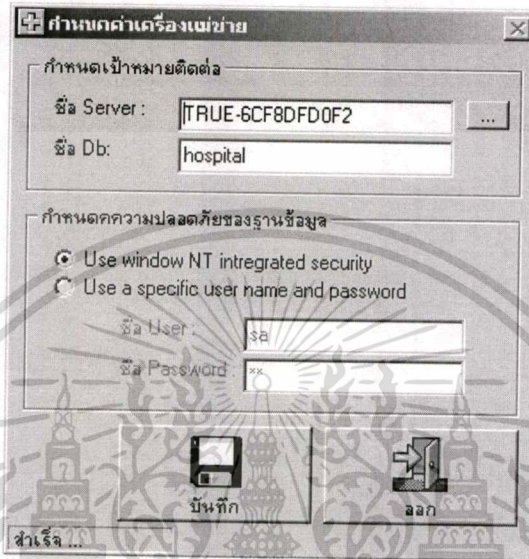 กำหนดค่าเครื่องแม่ข่าย
กำหนดเป้าหมายติดต่อ
ชื่อ Server :
TRUE-6CF8DFD0F2
...
ชื่อ Db:
hospital
กำหนดคความปลอดภัยของฐานข้อมูล
Use window NT intregrated security
Use a specific user name and password
ชื่อ User :
sa
ชื่อ Password :
××
บันทึก
ออก
สำเร็จ ...